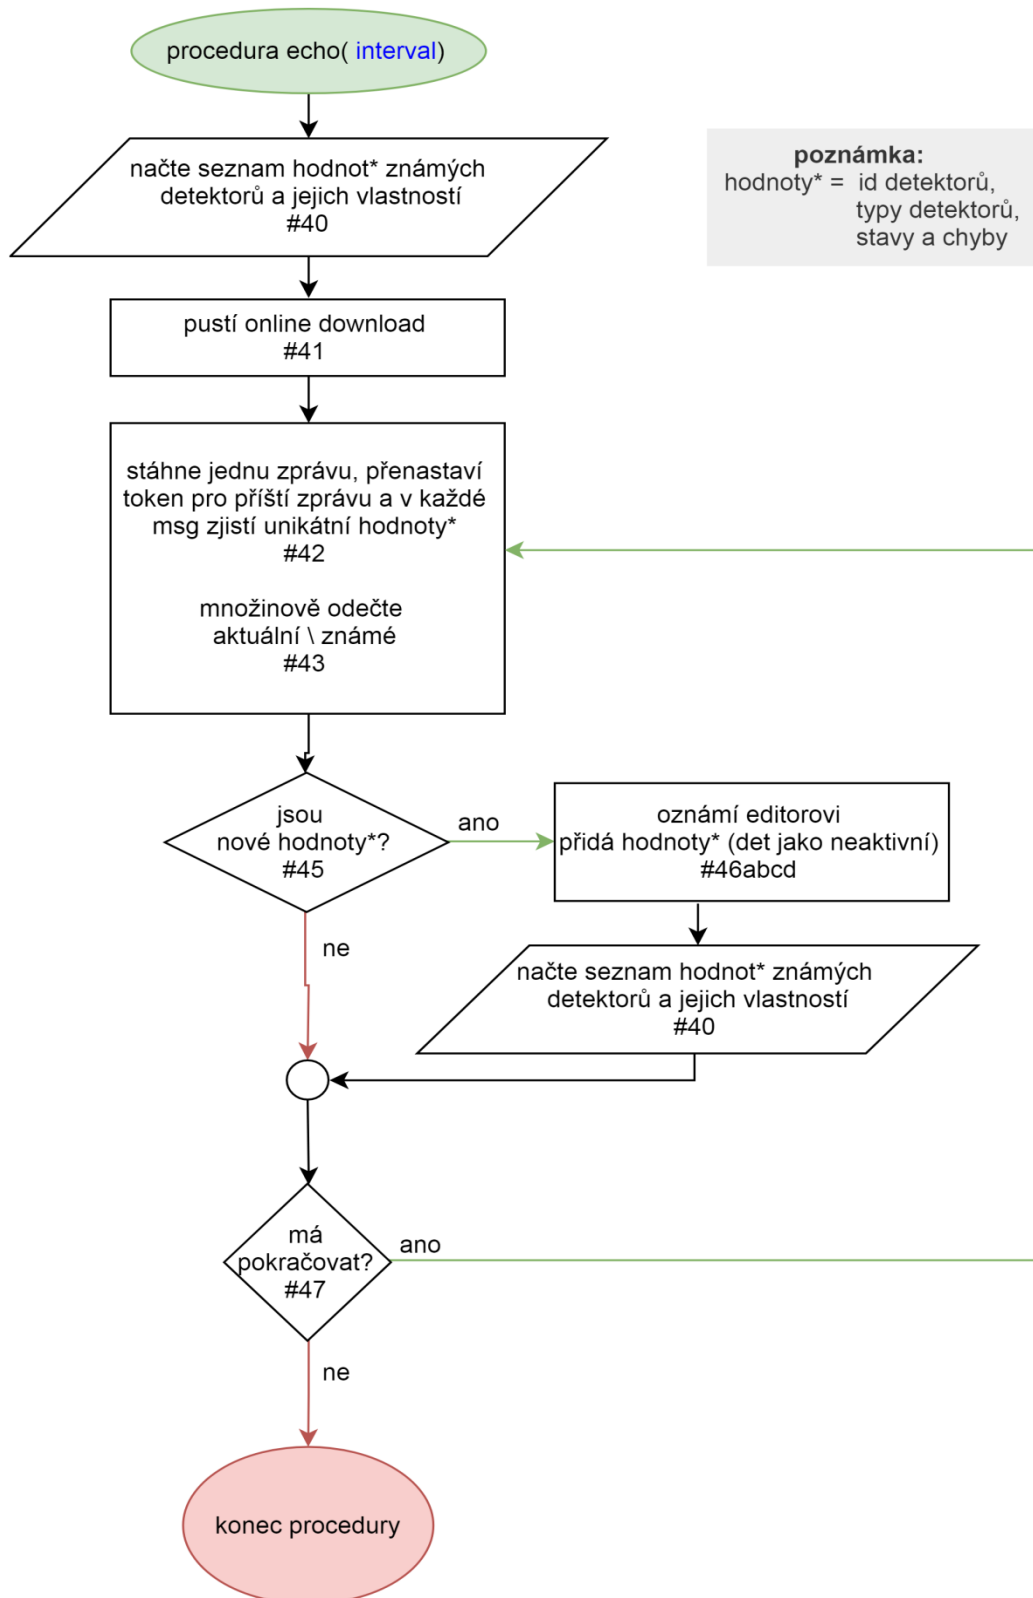 procedura echo( interval)
načte seznam hodnot* známých
detektorů a jejich vlastností
#40
poznámka:
hodnoty* = id detektorů,
typy detektorů,
stavy a chyby
pustí online download
#41
stáhne jednu zprávu, přenastaví
token pro příští zprávu a v každé
msg zjistí unikátní hodnoty*
#42
množinově odečte
aktuální \ známé
#43
jsou
nové hodnoty*?
#45
ano
oznámí editorovi
přidá hodnoty* (det jako neaktivní)
#46abcd
ne
načte seznam hodnot* známých
detektorů a jejich vlastností
#40
má
pokračovat?
#47
ano
ne
konec procedury